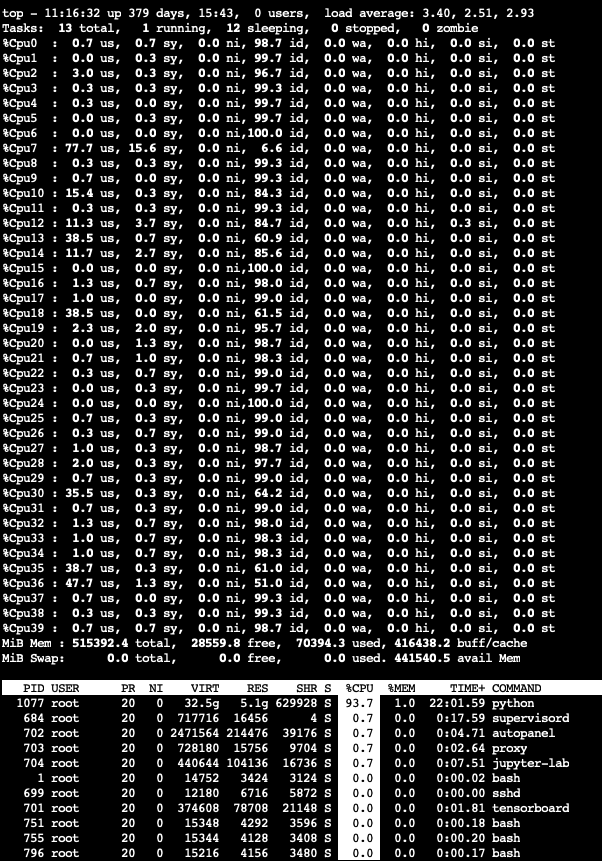 top - 11:16:32 up 379 days, 15:43,  0 users,  load average: 3.40, 2.51, 2.93
Tasks:  13 total,   1 running,  12 sleeping,   0 stopped,   0 zombie
%Cpu0  :  0.7 us,  0.7 sy,  0.0 ni, 98.7 id,  0.0 wa,  0.0 hi,  0.0 si,  0.0 st
%Cpu1  :  0.0 us,  0.3 sy,  0.0 ni, 99.7 id,  0.0 wa,  0.0 hi,  0.0 si,  0.0 st
%Cpu2  :  3.0 us,  0.3 sy,  0.0 ni, 96.7 id,  0.0 wa,  0.0 hi,  0.0 si,  0.0 st
%Cpu3  :  0.3 us,  0.3 sy,  0.0 ni, 99.3 id,  0.0 wa,  0.0 hi,  0.0 si,  0.0 st
%Cpu4  :  0.3 us,  0.0 sy,  0.0 ni, 99.7 id,  0.0 wa,  0.0 hi,  0.0 si,  0.0 st
%Cpu5  :  0.0 us,  0.3 sy,  0.0 ni, 99.7 id,  0.0 wa,  0.0 hi,  0.0 si,  0.0 st
%Cpu6  :  0.0 us,  0.0 sy,  0.0 ni,100.0 id,  0.0 wa,  0.0 hi,  0.0 si,  0.0 st
%Cpu7  : 77.7 us, 15.6 sy,  0.0 ni,  6.6 id,  0.0 wa,  0.0 hi,  0.0 si,  0.0 st
%Cpu8  :  0.3 us,  0.3 sy,  0.0 ni, 99.3 id,  0.0 wa,  0.0 hi,  0.0 si,  0.0 st
%Cpu9  :  0.7 us,  0.0 sy,  0.0 ni, 99.3 id,  0.0 wa,  0.0 hi,  0.0 si,  0.0 st
%Cpu10 : 15.4 us,  0.3 sy,  0.0 ni, 84.3 id,  0.0 wa,  0.0 hi,  0.0 si,  0.0 st
%Cpu11 :  0.3 us,  0.3 sy,  0.0 ni, 99.3 id,  0.0 wa,  0.0 hi,  0.0 si,  0.0 st
%Cpu12 : 11.3 us,  3.7 sy,  0.0 ni, 84.7 id,  0.0 wa,  0.0 hi,  0.3 si,  0.0 st
%Cpu13 : 38.5 us,  0.7 sy,  0.0 ni, 60.9 id,  0.0 wa,  0.0 hi,  0.0 si,  0.0 st
%Cpu14 : 11.7 us,  2.7 sy,  0.0 ni, 85.6 id,  0.0 wa,  0.0 hi,  0.0 si,  0.0 st
%Cpu15 :  0.0 us,  0.0 sy,  0.0 ni,100.0 id,  0.0 wa,  0.0 hi,  0.0 si,  0.0 st
%Cpu16 :  1.3 us,  0.7 sy,  0.0 ni, 98.0 id,  0.0 wa,  0.0 hi,  0.0 si,  0.0 st
%Cpu17 :  1.0 us,  0.0 sy,  0.0 ni, 99.0 id,  0.0 wa,  0.0 hi,  0.0 si,  0.0 st
%Cpu18 : 38.5 us,  0.0 sy,  0.0 ni, 61.5 id,  0.0 wa,  0.0 hi,  0.0 si,  0.0 st
%Cpu19 :  2.3 us,  2.0 sy,  0.0 ni, 95.7 id,  0.0 wa,  0.0 hi,  0.0 si,  0.0 st
%Cpu20 :  0.0 us,  1.3 sy,  0.0 ni, 98.7 id,  0.0 wa,  0.0 hi,  0.0 si,  0.0 st
%Cpu21 :  0.7 us,  1.0 sy,  0.0 ni, 98.3 id,  0.0 wa,  0.0 hi,  0.0 si,  0.0 st
%Cpu22 :  0.3 us,  0.7 sy,  0.0 ni, 99.0 id,  0.0 wa,  0.0 hi,  0.0 si,  0.0 st
%Cpu23 :  0.0 us,  0.3 sy,  0.0 ni, 99.7 id,  0.0 wa,  0.0 hi,  0.0 si,  0.0 st
%Cpu24 :  0.0 us,  0.0 sy,  0.0 ni,100.0 id,  0.0 wa,  0.0 hi,  0.0 si,  0.0 st
%Cpu25 :  0.7 us,  0.3 sy,  0.0 ni, 99.0 id,  0.0 wa,  0.0 hi,  0.0 si,  0.0 st
%Cpu26 :  0.3 us,  0.7 sy,  0.0 ni, 99.0 id,  0.0 wa,  0.0 hi,  0.0 si,  0.0 st
%Cpu27 :  1.0 us,  0.3 sy,  0.0 ni, 98.7 id,  0.0 wa,  0.0 hi,  0.0 si,  0.0 st
%Cpu28 :  2.0 us,  0.3 sy,  0.0 ni, 97.7 id,  0.0 wa,  0.0 hi,  0.0 si,  0.0 st
%Cpu29 :  0.7 us,  0.3 sy,  0.0 ni, 99.0 id,  0.0 wa,  0.0 hi,  0.0 si,  0.0 st
%Cpu30 : 35.5 us,  0.3 sy,  0.0 ni, 64.2 id,  0.0 wa,  0.0 hi,  0.0 si,  0.0 st
%Cpu31 :  0.7 us,  0.3 sy,  0.0 ni, 99.0 id,  0.0 wa,  0.0 hi,  0.0 si,  0.0 st
%Cpu32 :  1.3 us,  0.7 sy,  0.0 ni, 98.0 id,  0.0 wa,  0.0 hi,  0.0 si,  0.0 st
%Cpu33 :  1.0 us,  0.7 sy,  0.0 ni, 98.3 id,  0.0 wa,  0.0 hi,  0.0 si,  0.0 st
%Cpu34 :  1.0 us,  0.7 sy,  0.0 ni, 98.3 id,  0.0 wa,  0.0 hi,  0.0 si,  0.0 st
%Cpu35 : 38.7 us,  0.3 sy,  0.0 ni, 61.0 id,  0.0 wa,  0.0 hi,  0.0 si,  0.0 st
%Cpu36 : 47.7 us,  1.3 sy,  0.0 ni, 51.0 id,  0.0 wa,  0.0 hi,  0.0 si,  0.0 st
%Cpu37 :  0.7 us,  0.0 sy,  0.0 ni, 99.3 id,  0.0 wa,  0.0 hi,  0.0 si,  0.0 st
%Cpu38 :  0.3 us,  0.3 sy,  0.0 ni, 99.3 id,  0.0 wa,  0.0 hi,  0.0 si,  0.0 st
%Cpu39 :  0.7 us,  0.7 sy,  0.0 ni, 98.7 id,  0.0 wa,  0.0 hi,  0.0 si,  0.0 st
MiB Mem : 515392.4 total,  28559.8 free,  70394.3 used, 416438.2 buff/cache
MiB Swap:      0.0 total,      0.0 free,      0.0 used. 441540.5 avail Mem
PID USER      PR  NI    VIRT    RES    SHR S  %CPU  %MEM     TIME+ COMMAND
1077 root      20   0   32.5g   5.1g 629928 S  93.7   1.0  22:01.59 python
684 root      20   0  717716  16456      4 S   0.7   0.0   0:17.59 supervisord
702 root      20   0 2471564 214476  39176 S   0.7   0.0   0:04.71 autopanel
703 root      20   0  728180  15756   9704 S   0.7   0.0   0:02.64 proxy
704 root      20   0  440644 104136  16736 S   0.7   0.0   0:07.51 jupyter-lab
1 root      20   0   14752   3424   3124 S   0.0   0.0   0:00.02 bash
699 root      20   0   12180   6716   5872 S   0.0   0.0   0:00.00 sshd
701 root      20   0  374608  78708  21148 S   0.0   0.0   0:01.81 tensorboard
751 root      20   0   15348   4292   3596 S   0.0   0.0   0:00.18 bash
755 root      20   0   15344   4128   3408 S   0.0   0.0   0:00.20 bash
796 root      20   0   15216   4156   3480 S   0.0   0.0   0:00.17 bash